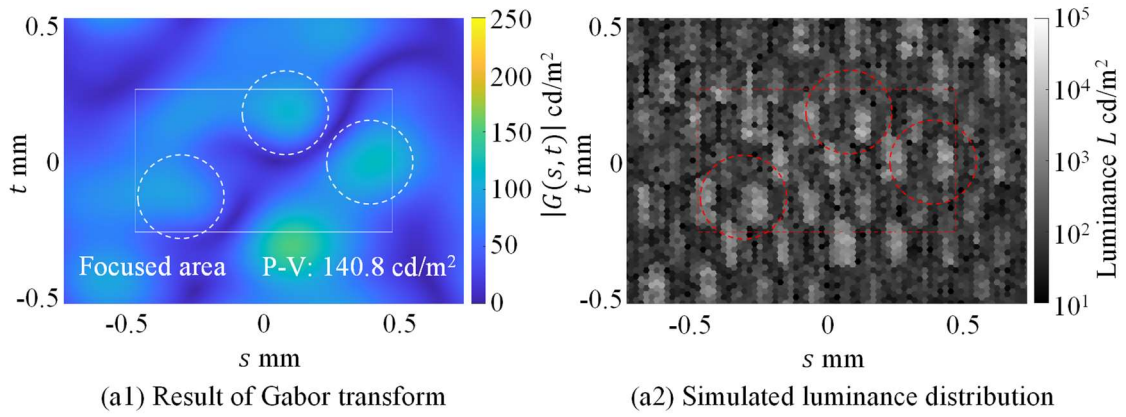 0.5
0
-0.5
t mm
-0.5
0
0.5
s mm
Focused area
P-V: 140.8 cd/m²
250
200
150
100
50
0
|G(s, t)| cd/m²
(a1) Result of Gabor transform
0.5
0
-0.5
t mm
-0.5
0
0.5
s mm
10⁵
10⁴
10³
10²
10¹
Luminance L cd/m²
(a2) Simulated luminance distribution